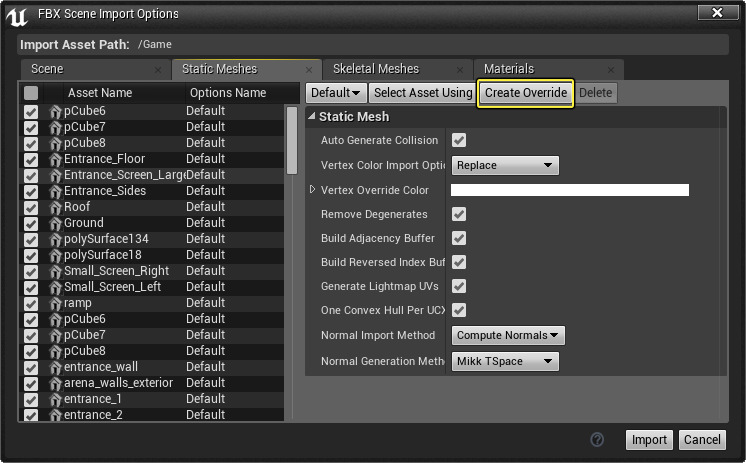 FBX Scene Import Options
Import Asset Path: /Game
Scene Static Meshes Skeletal Meshes Materials
Asset Name Options Name
pCube6 Default
pCube7 Default
pCube8 Default
Entrance_Floor Default
Entrance_Screen_Large Default
Entrance_Sides Default
Roof Default
Ground Default
polySurface134 Default
polySurface18 Default
Small_Screen_Right Default
Small_Screen_Left Default
ramp Default
pCube6 Default
pCube7 Default
pCube8 Default
entrance_wall Default
arena_walls_exterior Default
entrance_1 Default
entrance_2 Default
Default Select Asset Using Create Override Delete
Static Mesh
Auto Generate Collision
Vertex Color Import Optio Replace
Vertex Override Color
Remove Degenerates
Build Adjacency Buffer
Build Reversed Index Buf
Generate Lightmap UVs
One Convex Hull Per UCX
Normal Import Method Compute Normals
Normal Generation Metho Mikk TSpace
Import Cancel